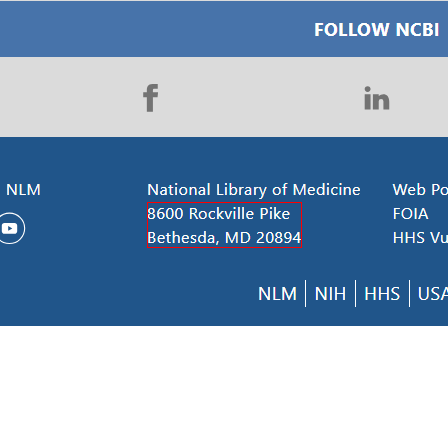 FOLLOW NCBI
NLM
National Library of Medicine
8600 Rockville Pike
Bethesda, MD 20894
Web Po
FOIA
HHS Vu
NLM
NIH
HHS
USA